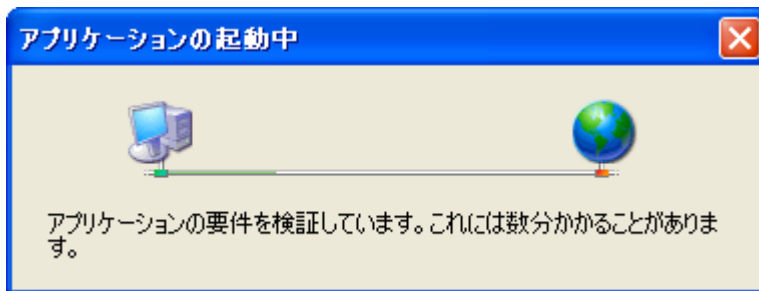 アプリケーションの起動中
アプリケーションの要件を検証しています。これには数分かかることがありま
す。